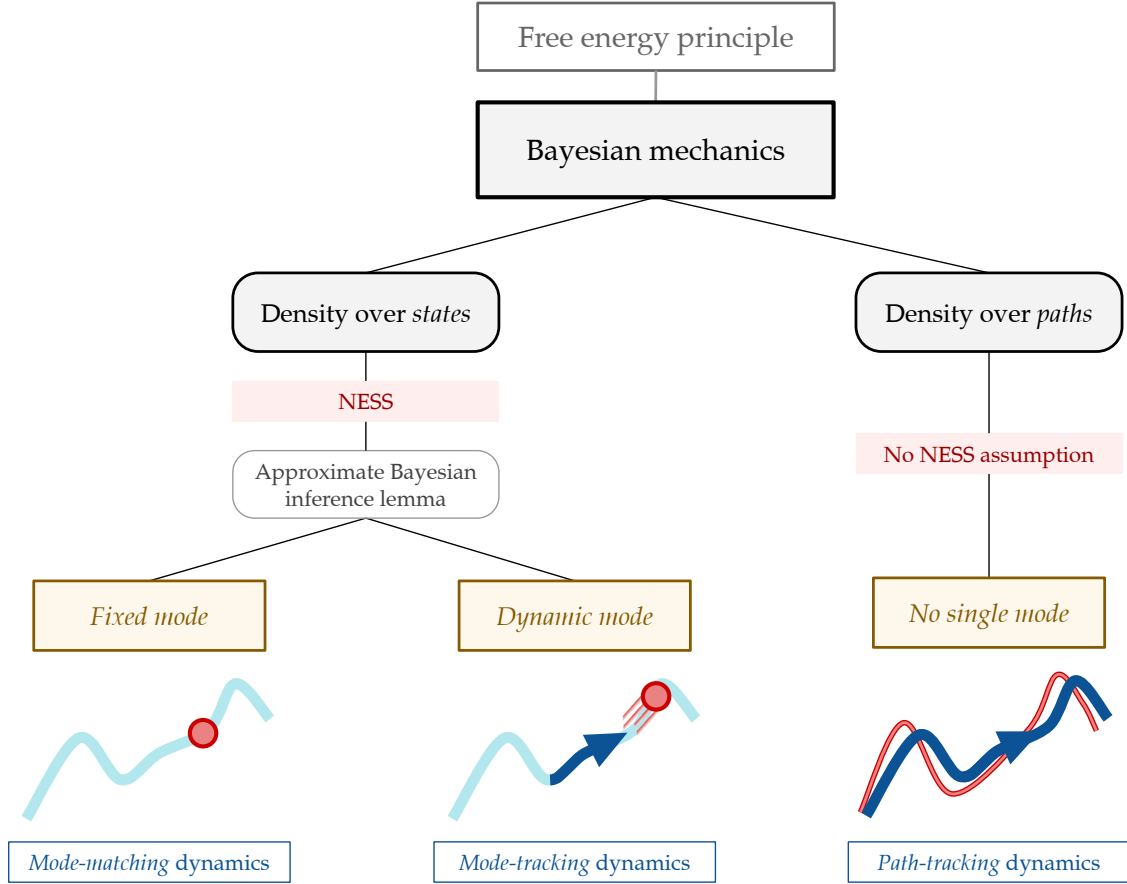 Free energy principle
Bayesian mechanics
Density over states
Density over paths
NESS
No NESS assumption
Approximate Bayesian
inference lemma
Fixed mode
Dynamic mode
No single mode
Mode-matching dynamics
Mode-tracking dynamics
Path-tracking dynamics